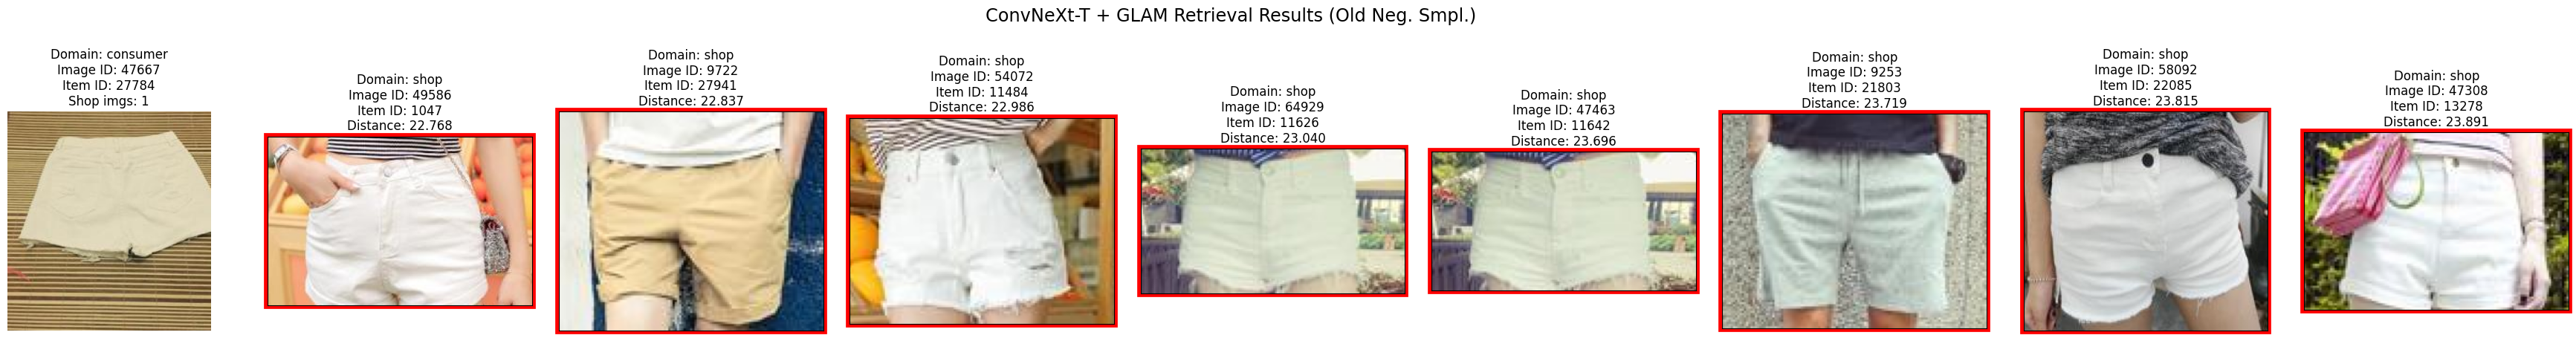 ConvNeXt-T + GLAM Retrieval Results (Old Neg. Smpl.)
Domain: consumer
Image ID: 47667
Item ID: 27784
Shop imgs: 1
Domain: shop
Image ID: 49586
Item ID: 1047
Distance: 22.768
Domain: shop
Image ID: 9722
Item ID: 27941
Distance: 22.837
Domain: shop
Image ID: 54072
Item ID: 11484
Distance: 22.986
Domain: shop
Image ID: 64929
Item ID: 11626
Distance: 23.040
Domain: shop
Image ID: 47463
Item ID: 11642
Distance: 23.696
Domain: shop
Image ID: 9253
Item ID: 21803
Distance: 23.719
Domain: shop
Image ID: 58092
Item ID: 22085
Distance: 23.815
Domain: shop
Image ID: 47308
Item ID: 13278
Distance: 23.891